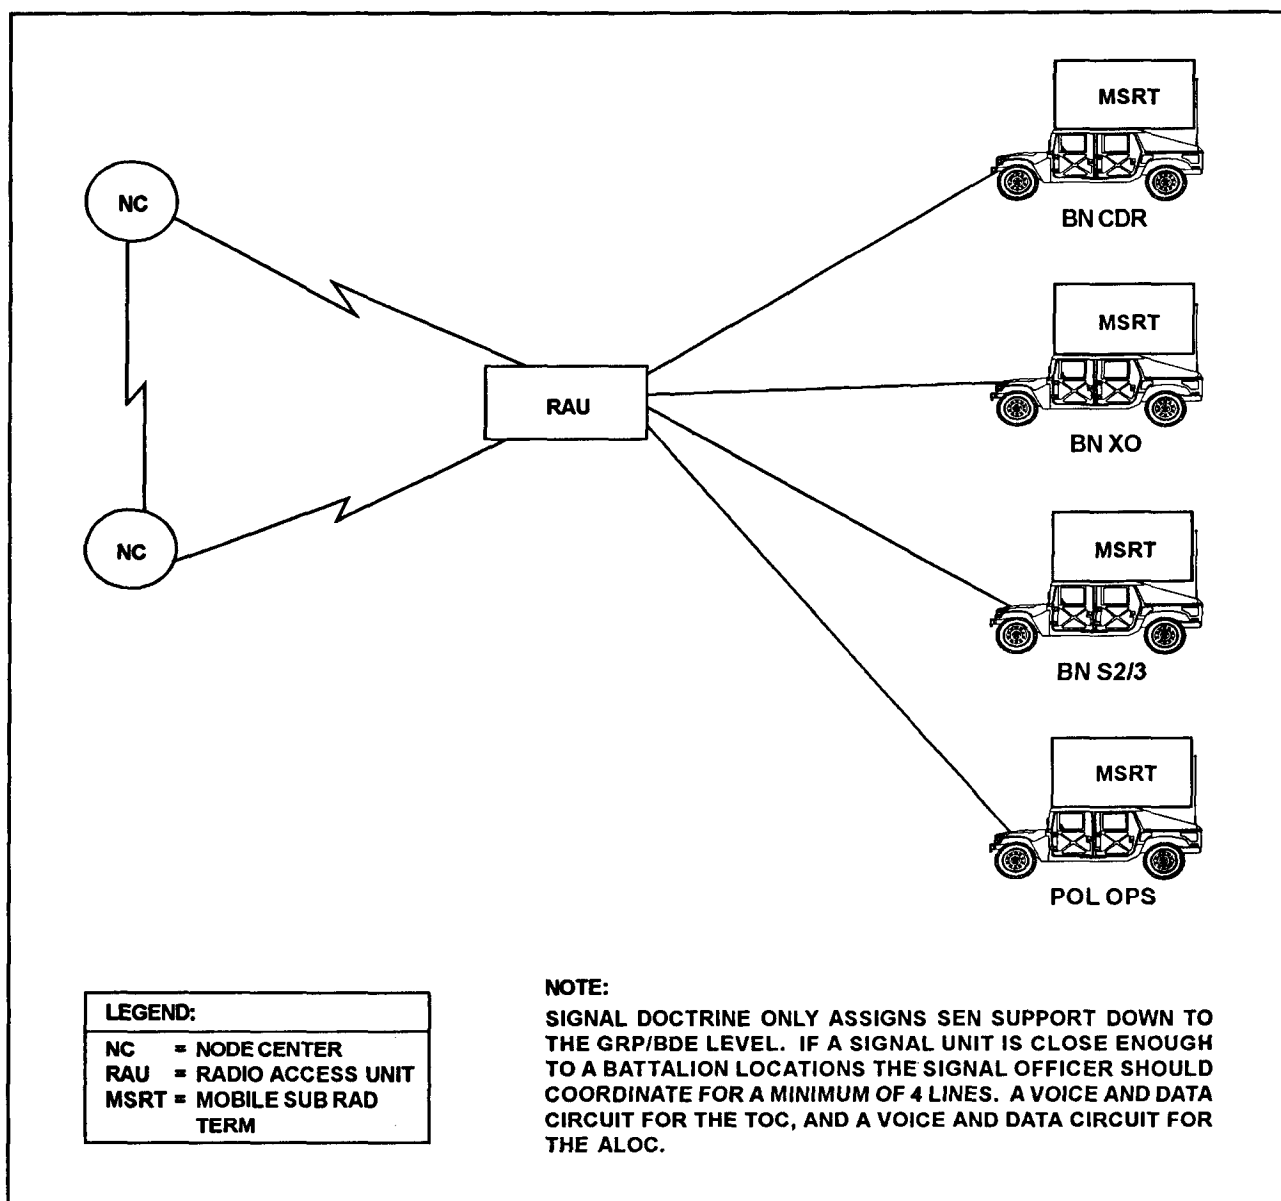 MSRT
BN CDR
NC
MSRT
BN XO
RAU
NC
MSRT
BN S2/3
MSRT
POL OPS
LEGEND:
NC = NODE CENTER
RAU = RADIO ACCESS UNIT
MSRT = MOBILE SUB RAD
TERM
NOTE:
SIGNAL DOCTRINE ONLY ASSIGNS SEN SUPPORT DOWN TO
THE GRP/BDE LEVEL. IF A SIGNAL UNIT IS CLOSE ENOUGH
TO A BATTALION LOCATIONS THE SIGNAL OFFICER SHOULD
COORDINATE FOR A MINIMUM OF 4 LINES. A VOICE AND DATA
CIRCUIT FOR THE TOC, AND A VOICE AND DATA CIRCUIT FOR
THE ALOC.